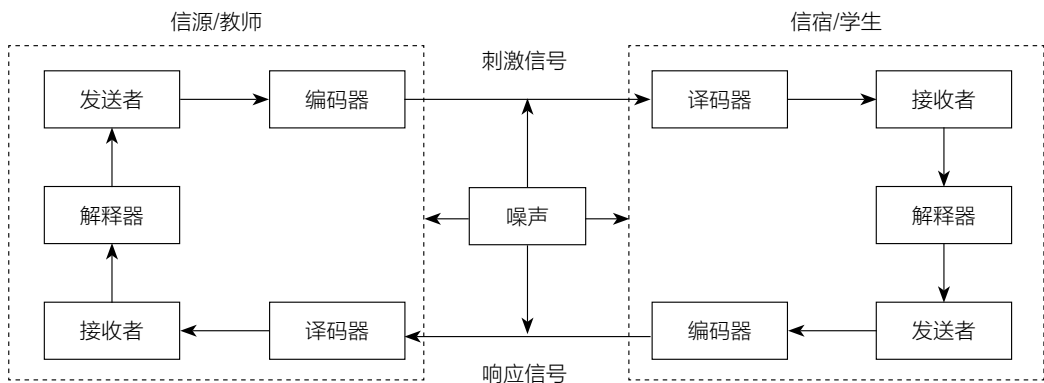 信源/教师
信宿/学生
刺激信号
发送者
编码器
译码器
接收者
解释器
噪声
解释器
接收者
译码器
编码器
发送者
响应信号